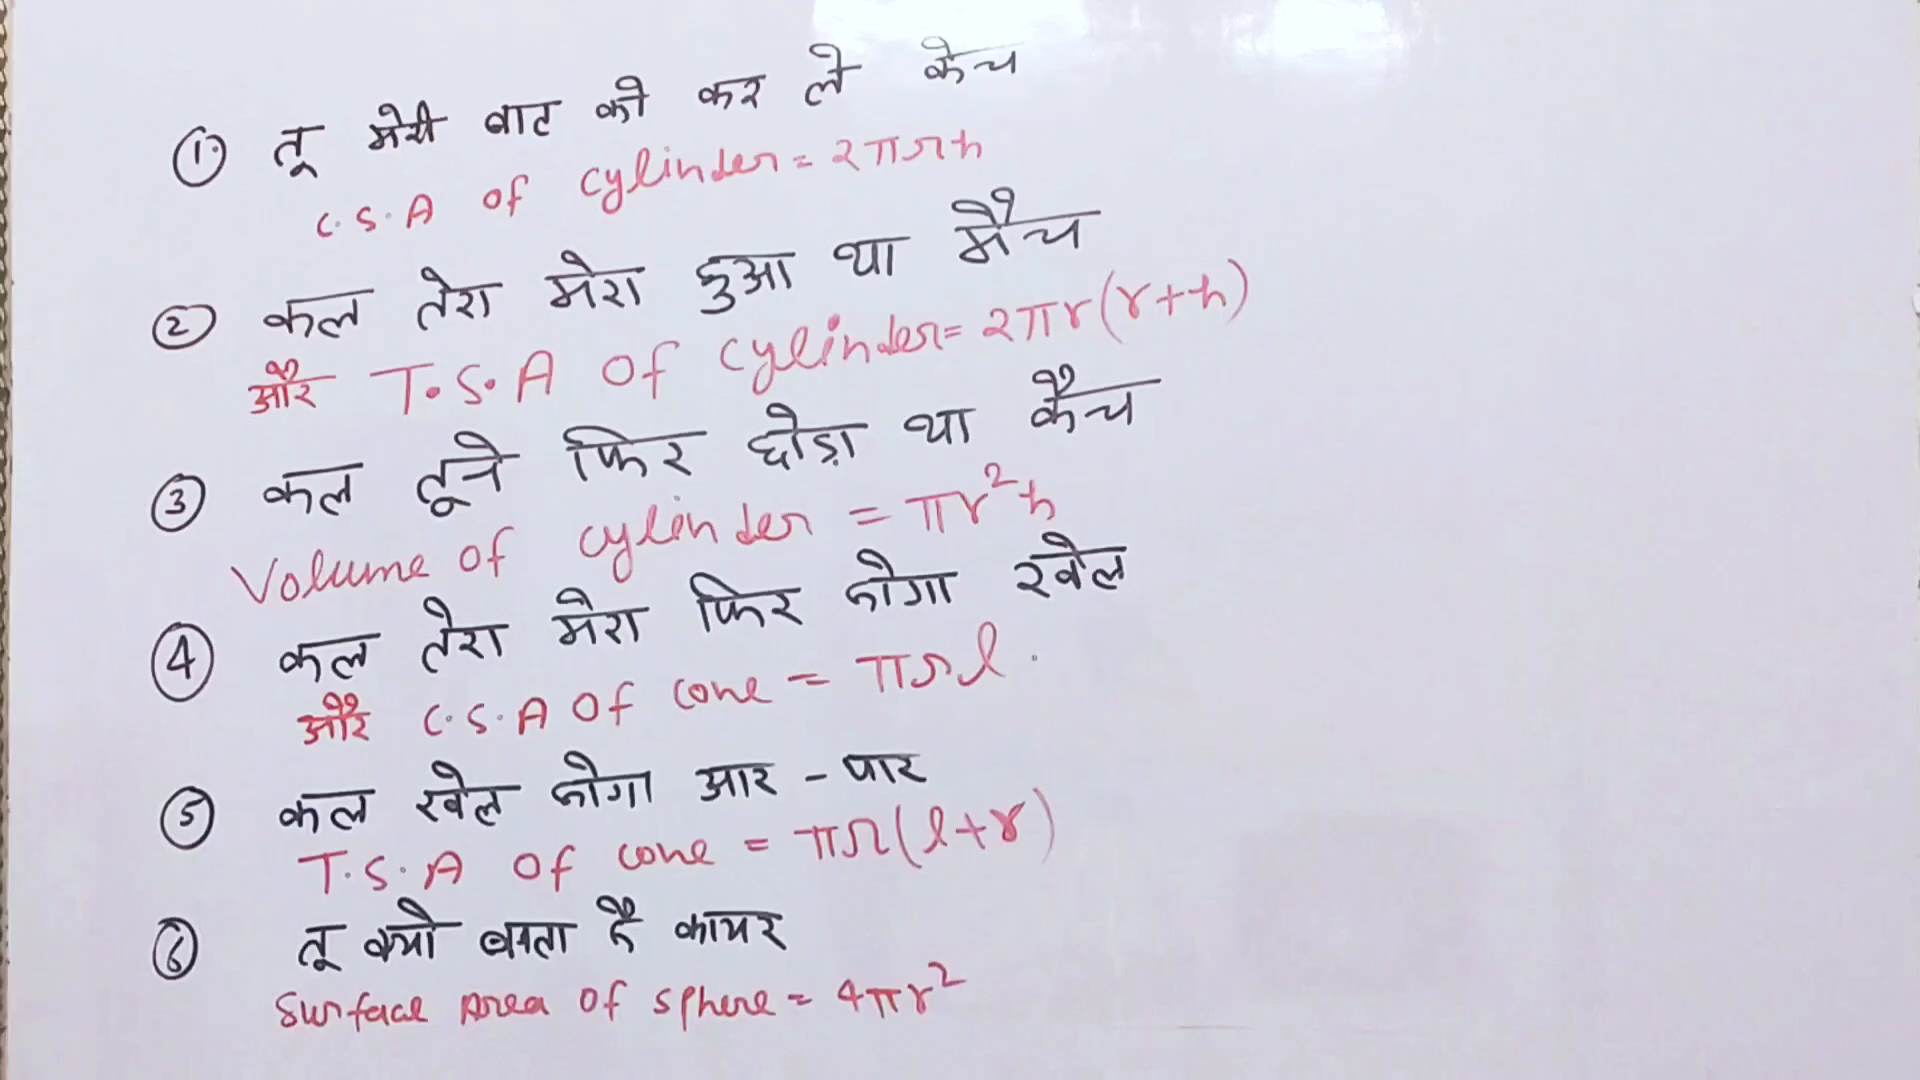 ① तू मेरी बाट को कर ले केच
C.S.A of cylinder = 2πrh
② कल तेरा मेरा हुआ था मैच
और T.S.A of cylinder = 2πr(r+h)
③ कल तूने फिर छोड़ा था कैच
Volume of cylinder = πr²h
④ कल तेरा मेरा फिर होगा खेल
और C.S.A of cone = πrl.
⑤ कल खेल होगा आर-पार
T.S.A of cone = πr(l+r)
⑥ तू क्यो बनता है कायर
Surface Area of sphere = 4πr²